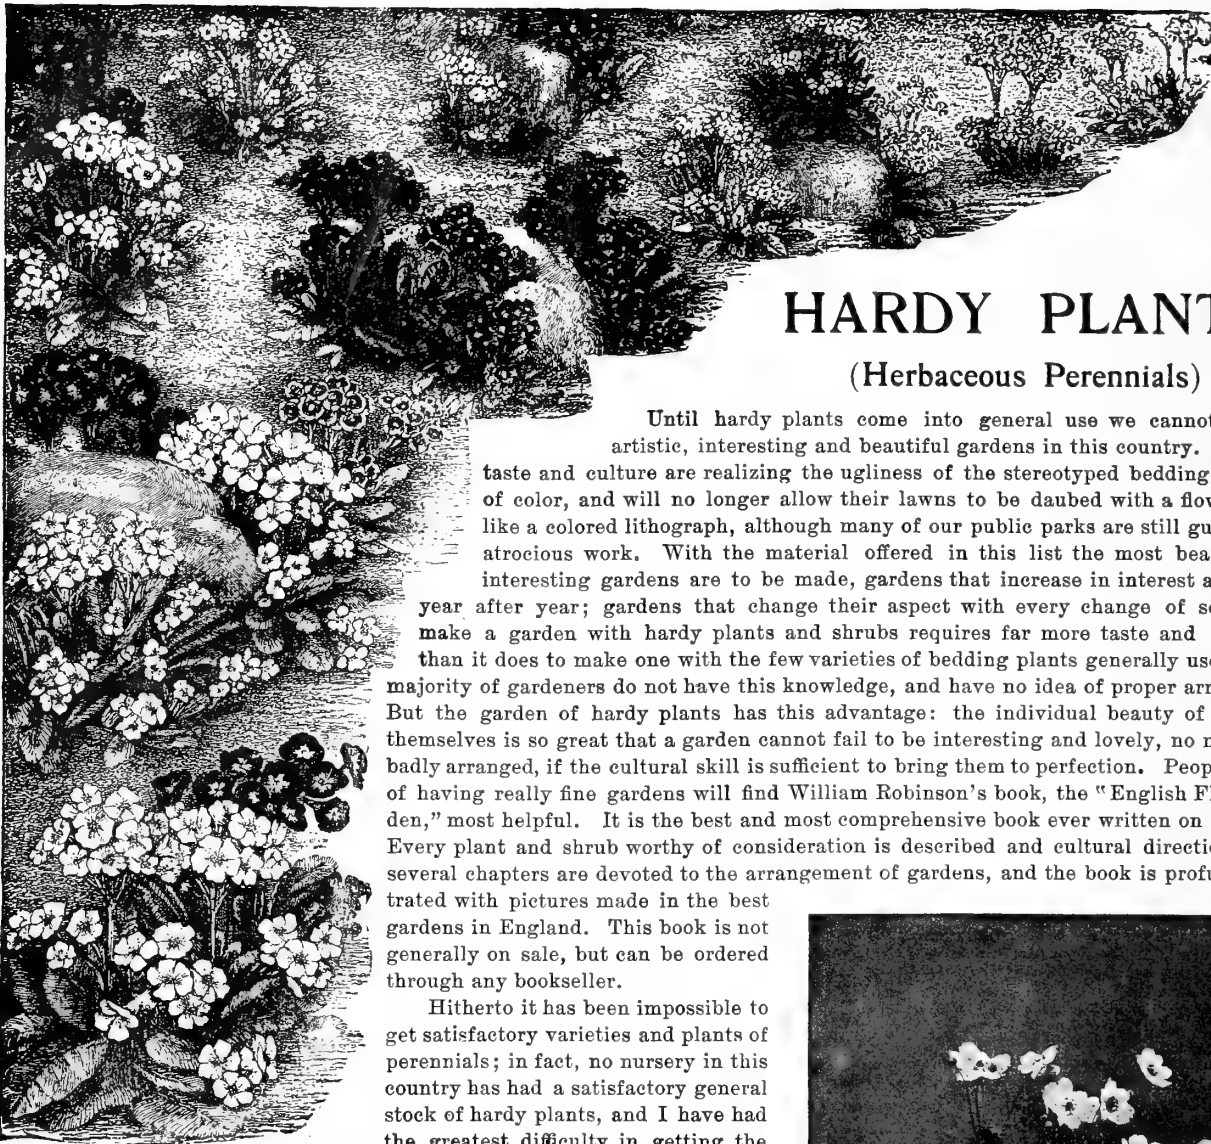 HARDY PLANT
(Herbaceous Perennials)
Until hardy plants come into general use we cannot
artistic, interesting and beautiful gardens in this country.
taste and culture are realizing the ugliness of the stereotyped bedding
of color, and will no longer allow their lawns to be daubed with a flow
like a colored lithograph, although many of our public parks are still gu
atrocious work. With the material offered in this list the most bea
interesting gardens are to be made, gardens that increase in interest a
year after year; gardens that change their aspect with every change of se
make a garden with hardy plants and shrubs requires far more taste and
than it does to make one with the few varieties of bedding plants generally use
majority of gardeners do not have this knowledge, and have no idea of proper arr
But the garden of hardy plants has this advantage: the individual beauty of
themselves is so great that a garden cannot fail to be interesting and lovely, no m
badly arranged, if the cultural skill is sufficient to bring them to perfection. Peop
of having really fine gardens will find William Robinson's book, the "English Fl
den," most helpful. It is the best and most comprehensive book ever written on
Every plant and shrub worthy of consideration is described and cultural directio
several chapters are devoted to the arrangement of gardens, and the book is profu
trated with pictures made in the best
gardens in England. This book is not
generally on sale, but can be ordered
through any bookseller.
Hitherto it has been impossible to
get satisfactory varieties and plants of
perennials; in fact, no nursery in this
country has had a satisfactory general
stock of hardy plants, and I have had
the greatest difficulty in getting the